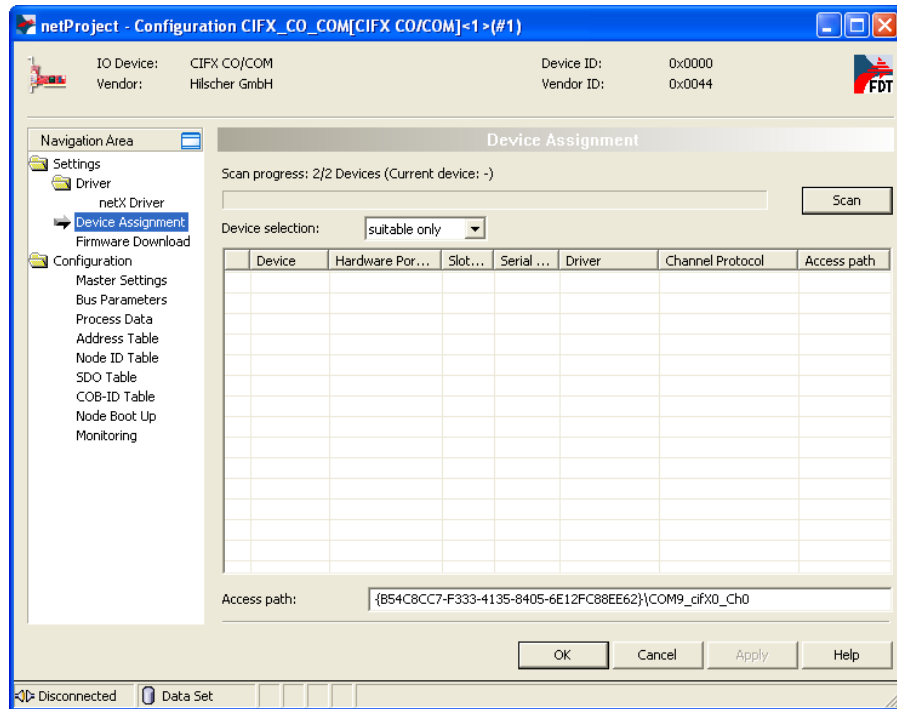 netProject - Configuration CIFX_CO_COM[CIFX CO/COM]<1>(#1)
IO Device: CIFX CO/COM Device ID: 0x0000
Vendor: Hilscher GmbH Vendor ID: 0x0044
FDT
Navigation Area
Device Assignment
Settings
Driver
netX Driver
Device Assignment
Firmware Download
Configuration
Master Settings
Bus Parameters
Process Data
Address Table
Node ID Table
SDO Table
COB-ID Table
Node Boot Up
Monitoring
Scan progress: 2/2 Devices (Current device: -)
Scan
Device selection: suitable only
Device Hardware Por... Slot... Serial ... Driver Channel Protocol Access path
Access path: {B54C8CC7-F333-4135-8405-6E12FC88EE62}\COM9_cifX0_Ch0
OK Cancel Apply Help
Disconnected Data Set